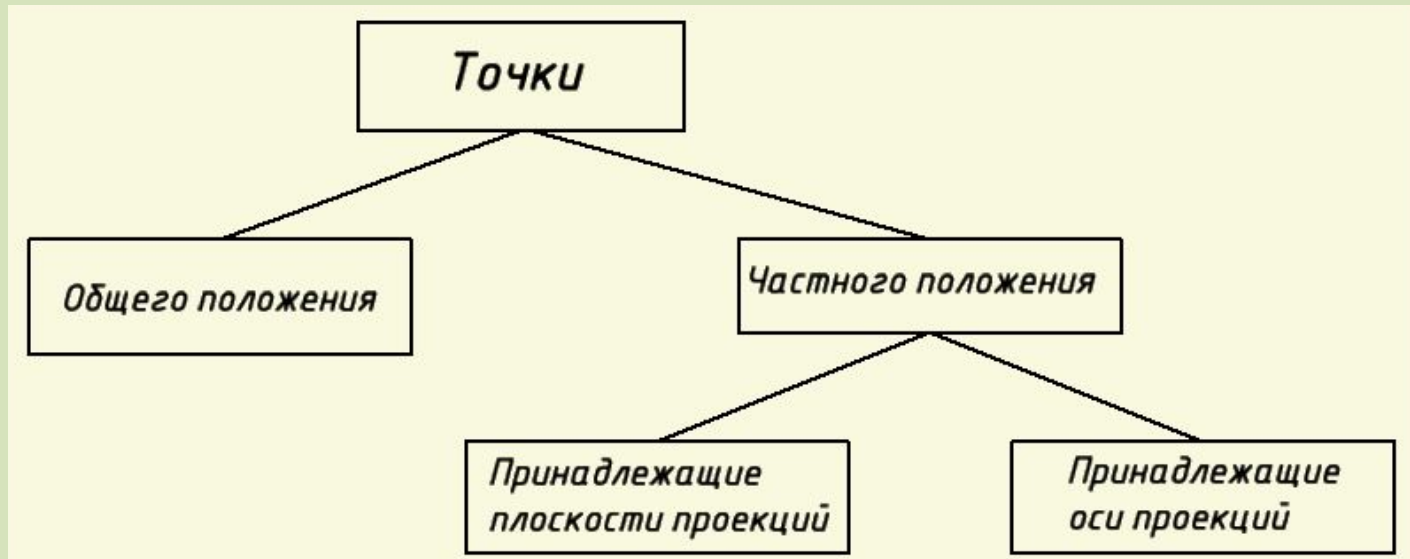 Точки
Общего положения
Частного положения
Принадлежащие
плоскости проекций
Принадлежащие
оси проекций